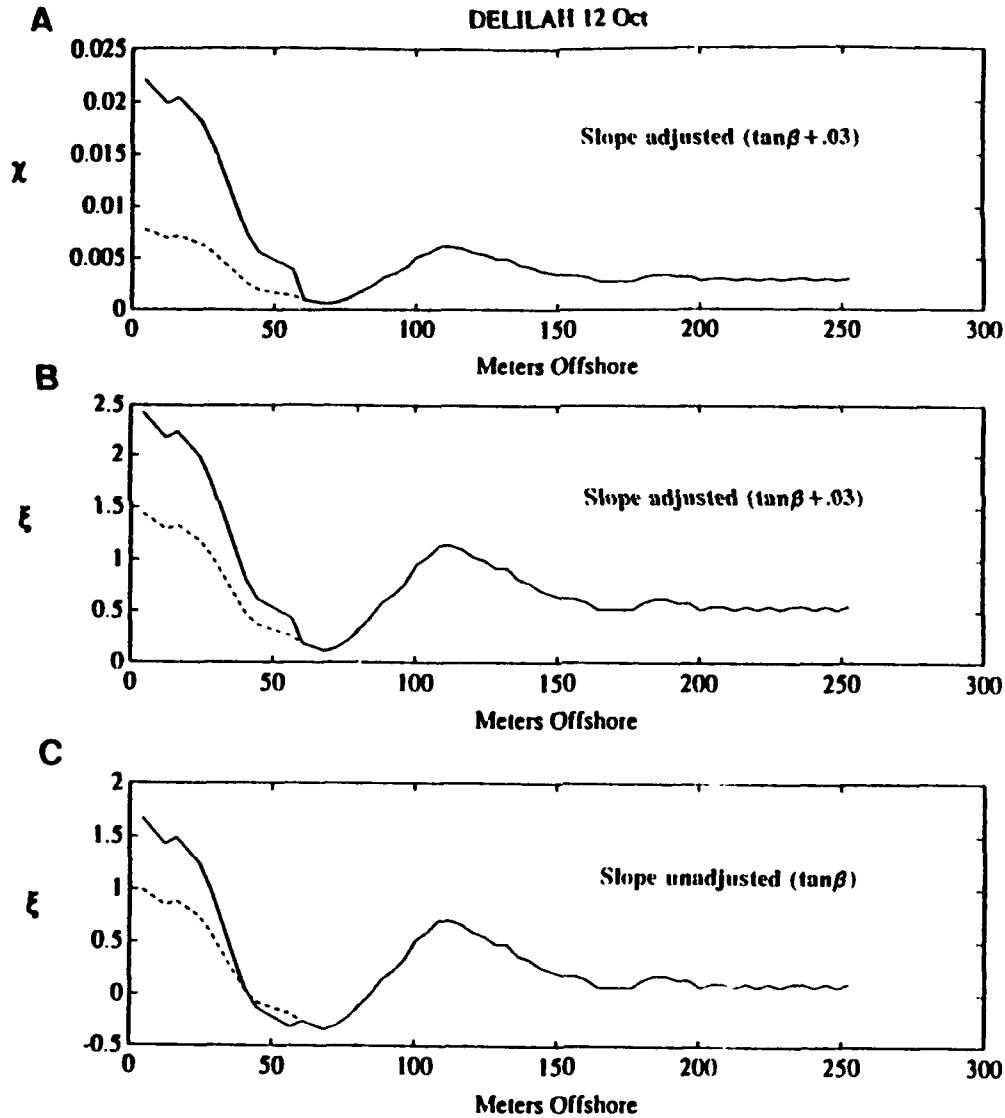 A
DELILAH 12 Oct
0.025
0.02
0.015
0.01
0.005
0
χ
Slope adjusted (tanβ+.03)
0 50 100 150 200 250 300
Meters Offshore
B
2.5
2
1.5
1
0.5
0
ξ
Slope adjusted (tanβ+.03)
0 50 100 150 200 250 300
Meters Offshore
C
2
1.5
1
0.5
0
-0.5
ξ
Slope unadjusted (tanβ)
0 50 100 150 200 250 300
Meters Offshore